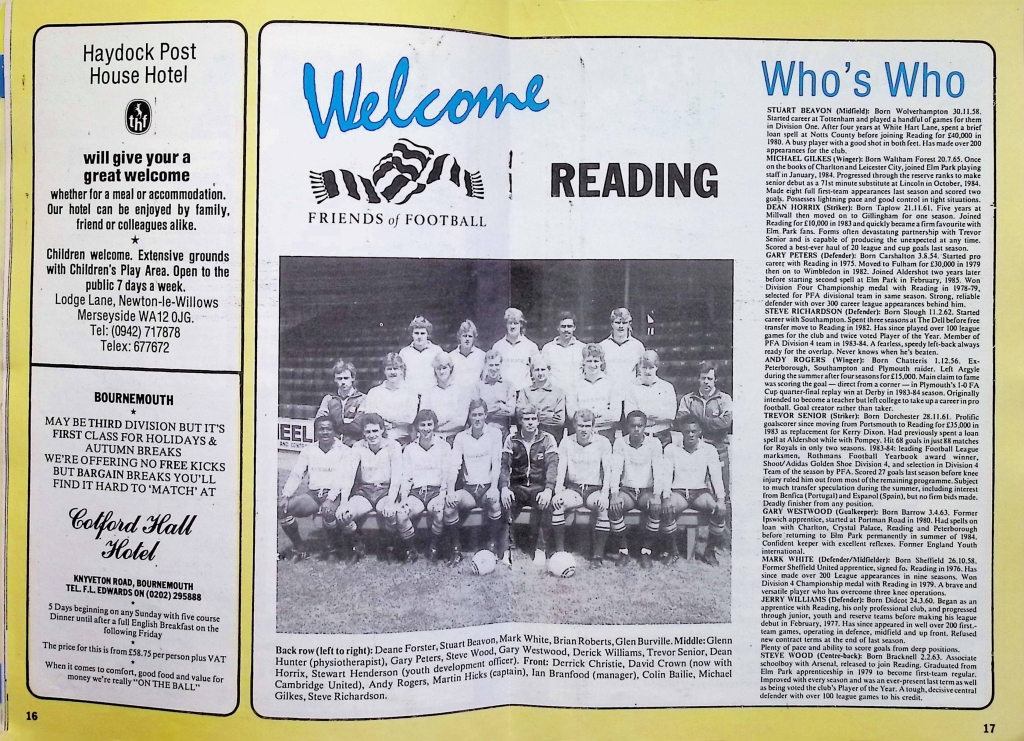 Haydock Post
House Hotel
thf
will give your a
great welcome
whether for a meal or accommodation.
Our hotel can be enjoyed by family,
friend or colleagues alike.
★
Children welcome. Extensive grounds
with Children's Play Area. Open to the
public 7 days a week.
Lodge Lane, Newton-le-Willows
Merseyside WA12 0JG.
Tel: (0942) 717878
Telex: 677672
BOURNEMOUTH
★
MAY BE THIRD DIVISION BUT IT'S
FIRST CLASS FOR HOLIDAYS &
AUTUMN BREAKS
WE'RE OFFERING NO FREE KICKS
BUT BARGAIN BREAKS YOU'LL
FIND IT HARD TO 'MATCH' AT
Cotford Hall
Hotel
KNYVETON ROAD, BOURNEMOUTH
TEL. F.L. EDWARDS ON (0202) 295888
★
5 Days beginning on any Sunday with five course
Dinner until after a full English Breakfast on the
following Friday
★
The price for this is from £58.75 per person plus VAT
★
When it comes to comfort, good food and value for
money we're really "ON THE BALL"
16
Welcome
FRIENDS of FOOTBALL
READING
HEEL
Back row (left to right): Deane Forster, Stuart Beavon, Mark White, Brian Roberts, Glen Burville. Middle: Glenn
Hunter (physiotherapist), Gary Peters, Steve Wood, Gary Westwood, Derick Williams, Trevor Senior, Dean
Horrix, Stewart Henderson (youth development officer). Front: Derrick Christie, David Crown (now with
Cambridge United), Andy Rogers, Martin Hicks (captain), Ian Branfood (manager), Colin Bailie, Michael
Gilkes, Steve Richardson.
Who's Who
STUART BEAVON (Midfield): Born Wolverhampton 30.11.58.
Started career at Tottenham and played a handful of games for them
in Division One. After four years at White Hart Lane, spent a brief
loan spell at Notts County before joining Reading for £40,000 in
1980. A busy player with a good shot in both feet. Has made over 200
appearances for the club.
MICHAEL GILKES (Winger): Born Waltham Forest 20.7.65. Once
on the books of Charlton and Leicester City, joined Elm Park playing
staff in January, 1984. Progressed through the reserve ranks to make
senior debut as a 71st minute substitute at Lincoln in October, 1984.
Made eight full first-team appearances last season and scored two
goals. Possesses lightning pace and good control in tight situations.
DEAN HORRIX (Striker): Born Taplow 21.11.61. Five years at
Millwall then moved on to Gillingham for one season. Joined
Reading for £10,000 in 1983 and quickly became a firm favourite with
Elm Park fans. Forms often devastating partnership with Trevor
Senior and is capable of producing the unexpected at any time.
Scored a best-ever haul of 20 league and cup goals last season.
GARY PETERS (Defender): Born Carshalton 3.8.54. Started pro
career with Reading in 1975. Moved to Fulham for £30,000 in 1979
then on to Wimbledon in 1982. Joined Aldershot two years later
before starting second spell at Elm Park in February, 1985. Won
Division Four Championship medal with Reading in 1978-79,
selected for PFA divisional team in same season. Strong, reliable
defender with over 300 career league appearances behind him.
STEVE RICHARDSON (Defender): Born Slough 11.2.62. Started
career with Southampton. Spent three seasons at The Dell before free
transfer move to Reading in 1982. Has since played over 100 league
games for the club and twice voted Player of the Year. Member of
PFA Division 4 team in 1983-84. A fearless, speedy left-back always
ready for the overlap. Never knows when he's beaten.
ANDY ROGERS (Winger): Born Chatteris 1.12.56. Ex-
Peterborough, Southampton and Plymouth raider. Left Argyle
during the summer after four seasons for £15,000. Main claim to fame
was scoring the goal — direct from a corner — in Plymouth's 1-0 FA
Cup quarter-final replay win at Derby in 1983-84 season. Originally
intended to become a teacher but left college to take up a career in pro
football. Goal creator rather than taker.
TREVOR SENIOR (Striker): Born Dorchester 28.11.61. Prolific
goalscorer since moving from Portsmouth to Reading for £35,000 in
1983 as replacement for Kerry Dixon. Had previously spent a loan
spell at Aldershot while with Pompey. Hit 68 goals in just 88 matches
for Royals in only two seasons. 1983-84: leading Football League
marksmen, Rothmans Football Yearbook award winner,
Shoot/Adidas Golden Shoe Division 4, and selection in Division 4
Team of the season by PFA. Scored 27 goals last season before knee
injury ruled him out from most of the remaining programme. Subject
to much transfer speculation during the summer, including interest
from Benfica (Portugal) and Espanol (Spain), but no firm bids made.
Deadly finisher from any position.
GARY WESTWOOD (Goalkeeper): Born Barrow 3.4.63. Former
Ipswich apprentice, started at Portman Road in 1980. Had spells on
loan with Charlton, Crystal Palace, Reading and Peterborough
before returning to Elm Park permanently in summer of 1984.
Confident keeper with excellent reflexes. Former England Youth
international.
MARK WHITE (Defender/Midfielder): Born Sheffield 26.10.58.
Former Sheffield United apprentice, signed fo. Reading in 1976. Has
since made over 200 League appearances in nine seasons. Won
Division 4 Championship medal with Reading in 1979. A brave and
versatile player who has overcome three knee operations.
JERRY WILLIAMS (Defender): Born Didcot 24.3.60. Began as an
apprentice with Reading, his only professional club, and progressed
through junior, youth and reserve teams before making his league
debut in February, 1977. Has since appeared in well over 200 first-
team games, operating in defence, midfield and up front. Refused
new contract terms at the end of last season.
Plenty of pace and ability to score goals from deep positions.
STEVE WOOD (Centre-back): Born Bracknell 2.2.63. Associate
schoolboy with Arsenal, released to join Reading. Graduated from
Elm Park apprenticeship in 1979 to become first-team regular.
Improved with every season and was an ever-present last term as well
as being voted the club's Player of the Year. A tough, decisive central
defender with over 100 league games to his credit.
17